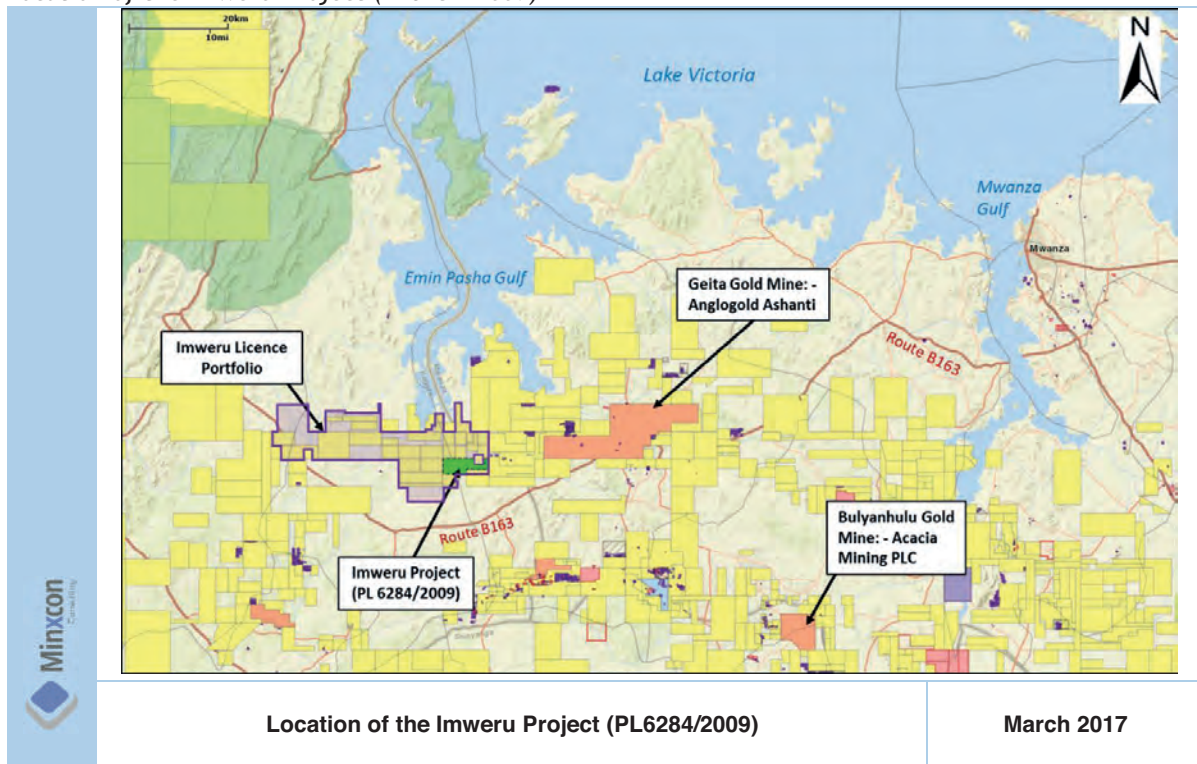 20km
10mi
N
Lake Victoria
Mwanza
Gulf
Mwanza
Emin Pasha Gulf
Geita Gold Mine: -
Anglogold Ashanti
Imweru Licence
Portfolio
Route B163
Route B163
Bulyanhulu Gold
Mine: - Acacia
Mining PLC
Imweru Project
(PL 6284/2009)
Minxcon
Consulting
Location of the Imweru Project (PL6284/2009)
March 2017